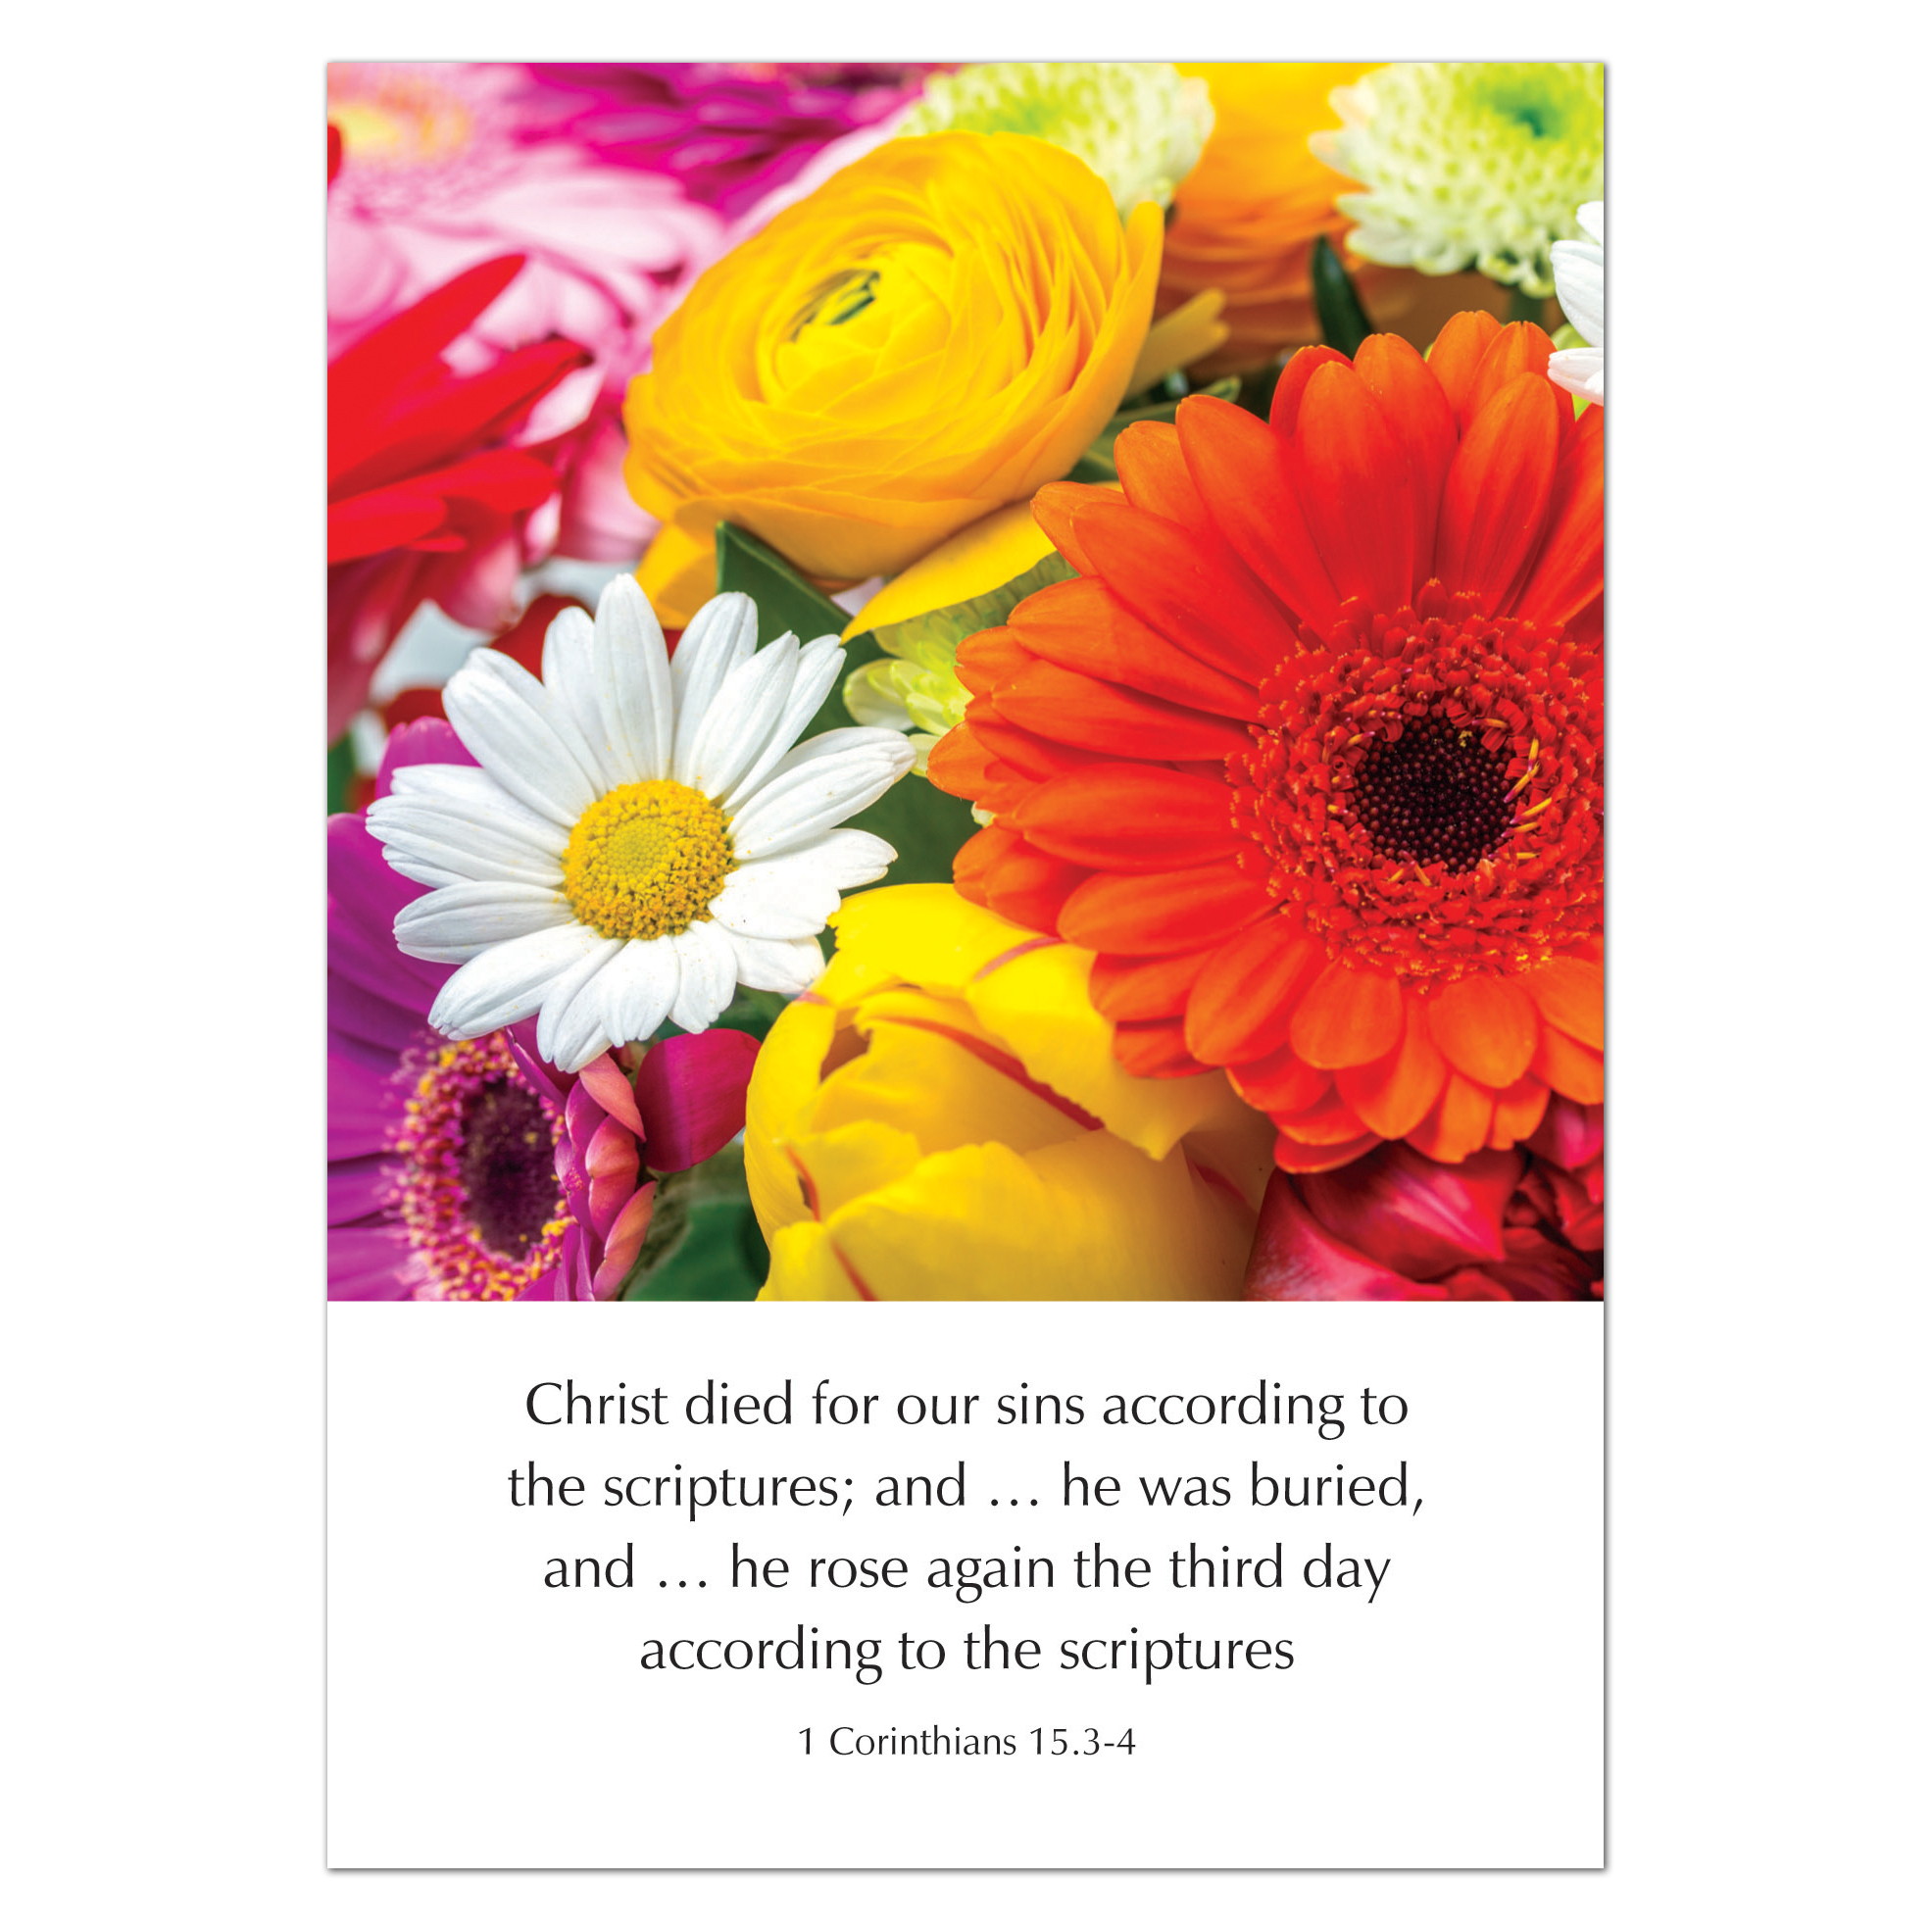 Christ died for our sins according to
the scriptures; and … he was buried,
and … he rose again the third day
according to the scriptures
1 Corinthians 15.3-4